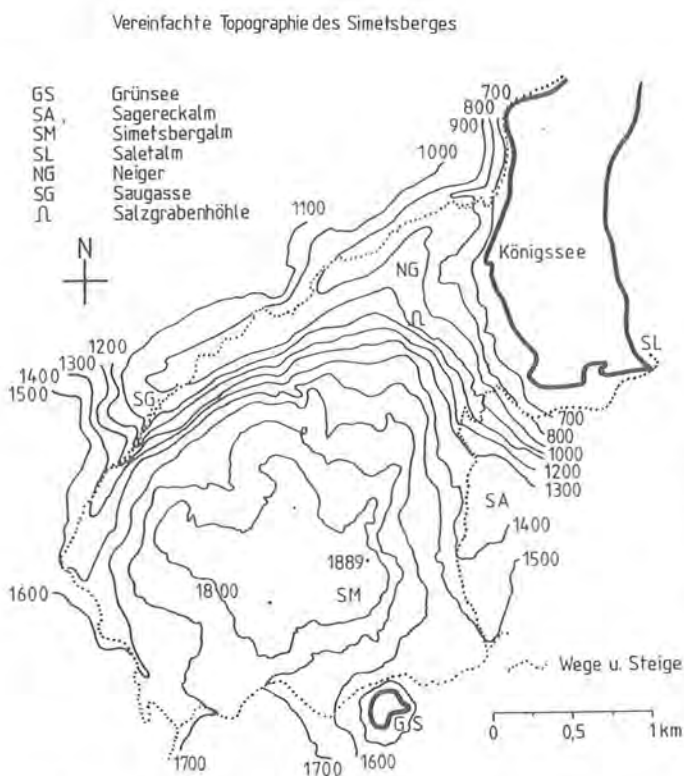 Vereinfachte Topographie des Simetsberges
GS Grünsee
SA Sagereckalm
SM Simetsbergalm
SL Saletalm
NG Neiger
SG Saugasse
Salzgrabenhöhle
N
700
800
900
1000
1100
NG
Königssee
SL
1200
1300
1400
1500
SG
700
800
1000
1200
1300
SA
1400
1500
1889
1800
SM
1600
Wege u. Steige
GS
0 0,5 1 km
1700
1700
1600